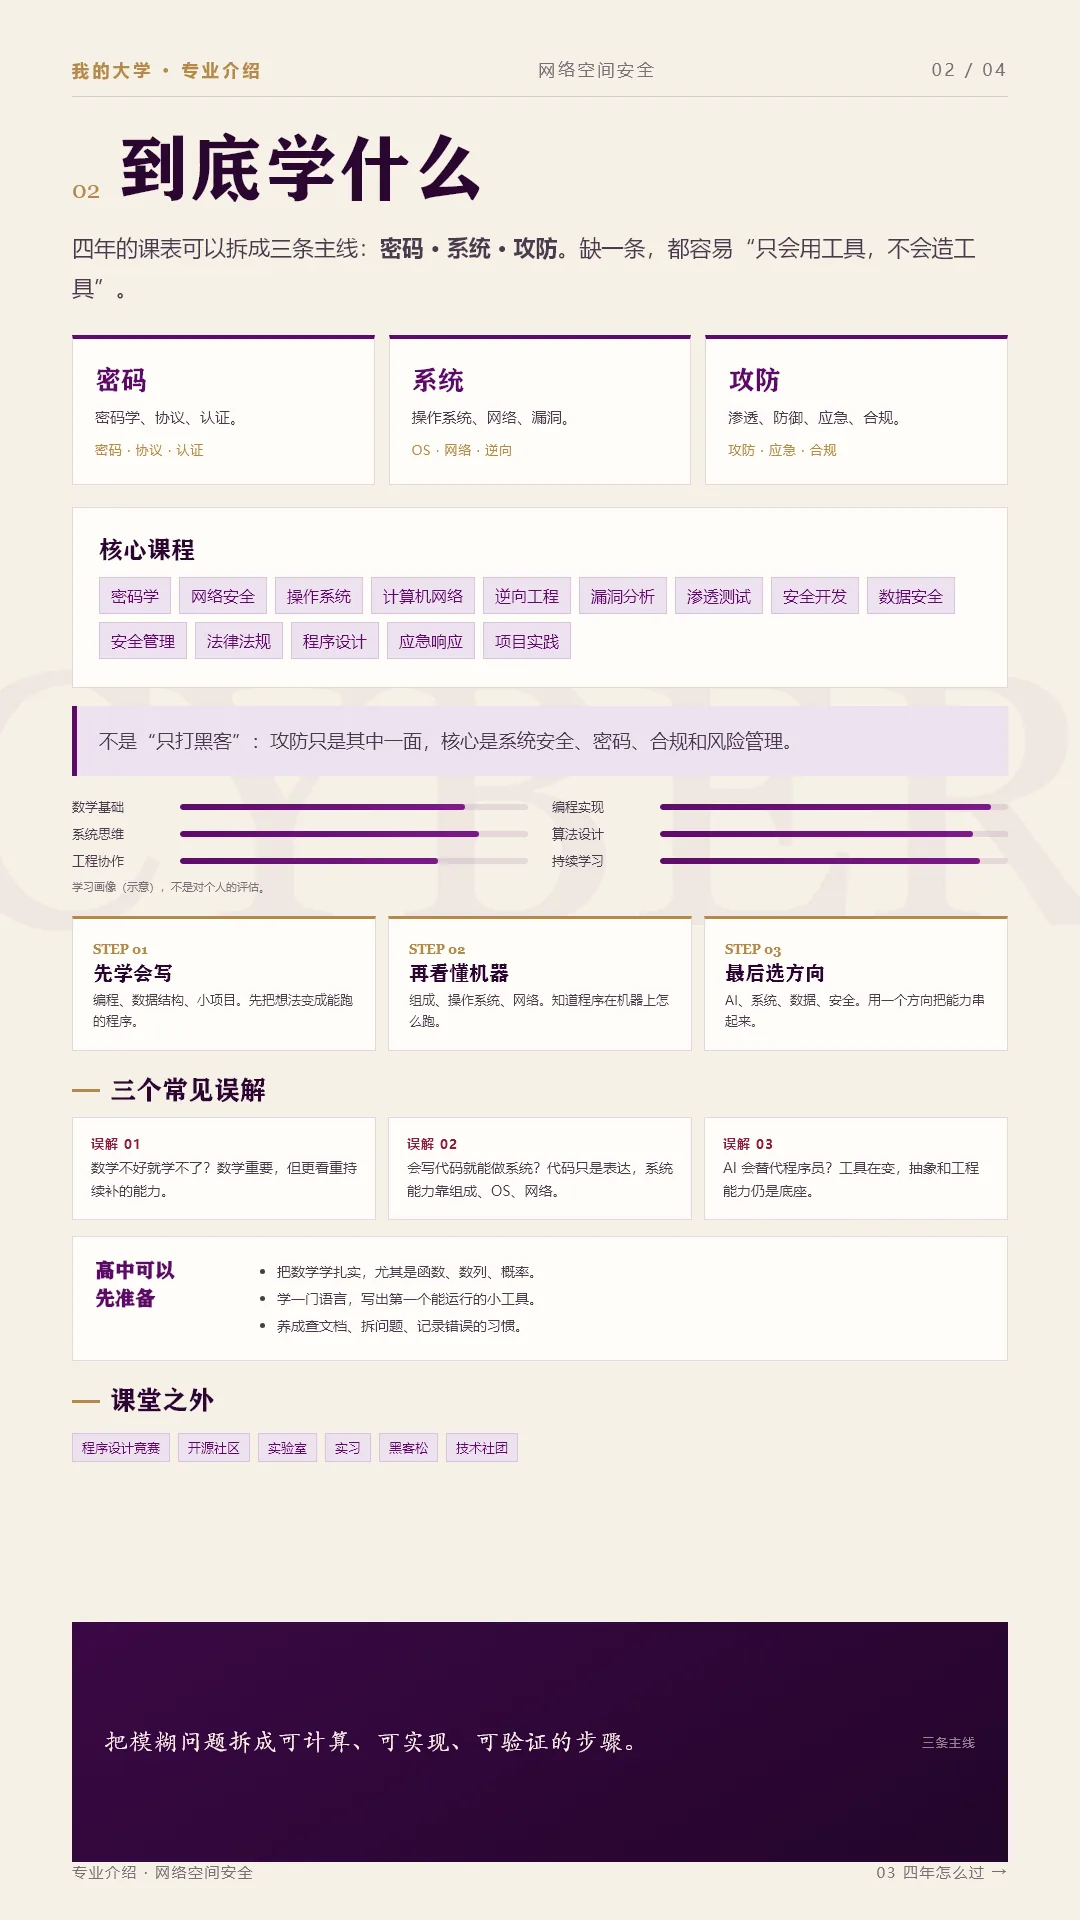 我的大学 · 专业介绍
网络空间安全
02 / 04
02 到底学什么
四年的课表可以拆成三条主线：密码 · 系统 · 攻防。缺一条，都容易“只会用工具，不会造工
具”。
密码
密码学、协议、认证。
密码 · 协议 · 认证
系统
操作系统、网络、漏洞。
OS · 网络 · 逆向
攻防
渗透、防御、应急、合规。
攻防 · 应急 · 合规
核心课程
密码学 网络安全 操作系统 计算机网络 逆向工程 漏洞分析 渗透测试 安全开发 数据安全
安全管理 法律法规 程序设计 应急响应 项目实践
CYBER
不是“只打黑客”：攻防只是其中一面，核心是系统安全、密码、合规和风险管理。
数学基础
编程实现
系统思维
算法设计
工程协作
持续学习
学习画像（示意），不是对个人的评估。
STEP 01
先学会写
编程、数据结构、小项目。先把想法变成能跑
的程序。
STEP 02
再看懂机器
组成、操作系统、网络。知道程序在机器上怎
么跑。
STEP 03
最后选方向
AI、系统、数据、安全。用一个方向把能力串
起来。
三个常见误解
误解 01
数学不好就学不了？数学重要，但更看重持
续补的能力。
误解 02
会写代码就能做系统？代码只是表达，系统
能力靠组成、OS、网络。
误解 03
AI 会替代程序员？工具在变，抽象和工程
能力仍是底座。
高中可以
先准备
• 把数学学扎实，尤其是函数、数列、概率。
• 学一门语言，写出第一个能运行的小工具。
• 养成查文档、拆问题、记录错误的习惯。
课堂之外
程序设计竞赛 开源社区 实验室 实习 黑客松 技术社团
把模糊问题拆成可计算、可实现、可验证的步骤。
三条主线
专业介绍 · 网络空间安全
03 四年怎么过 →